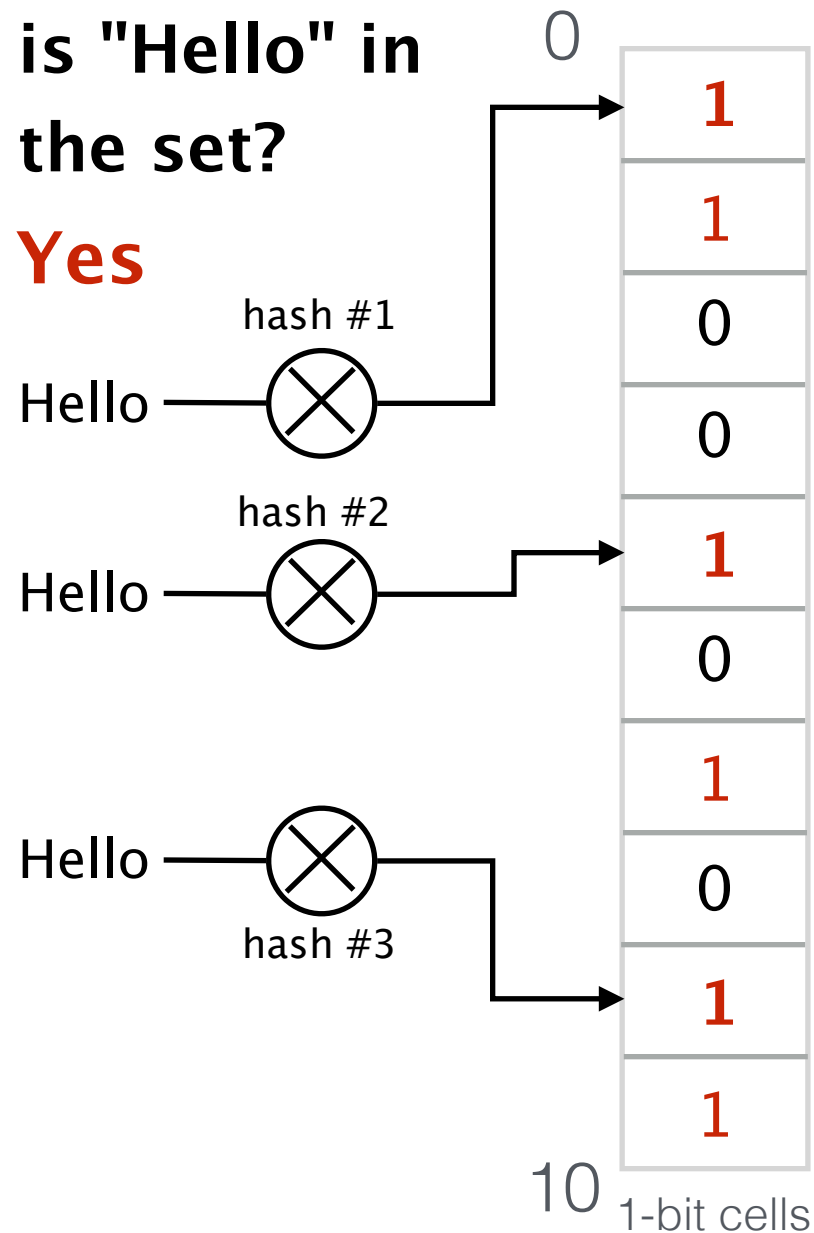 is "Hello" in
the set?
Yes
hash #1
Hello
hash #2
Hello
Hello
hash #3
0
1
1
0
0
1
0
1
0
1
1
10
1-bit cells